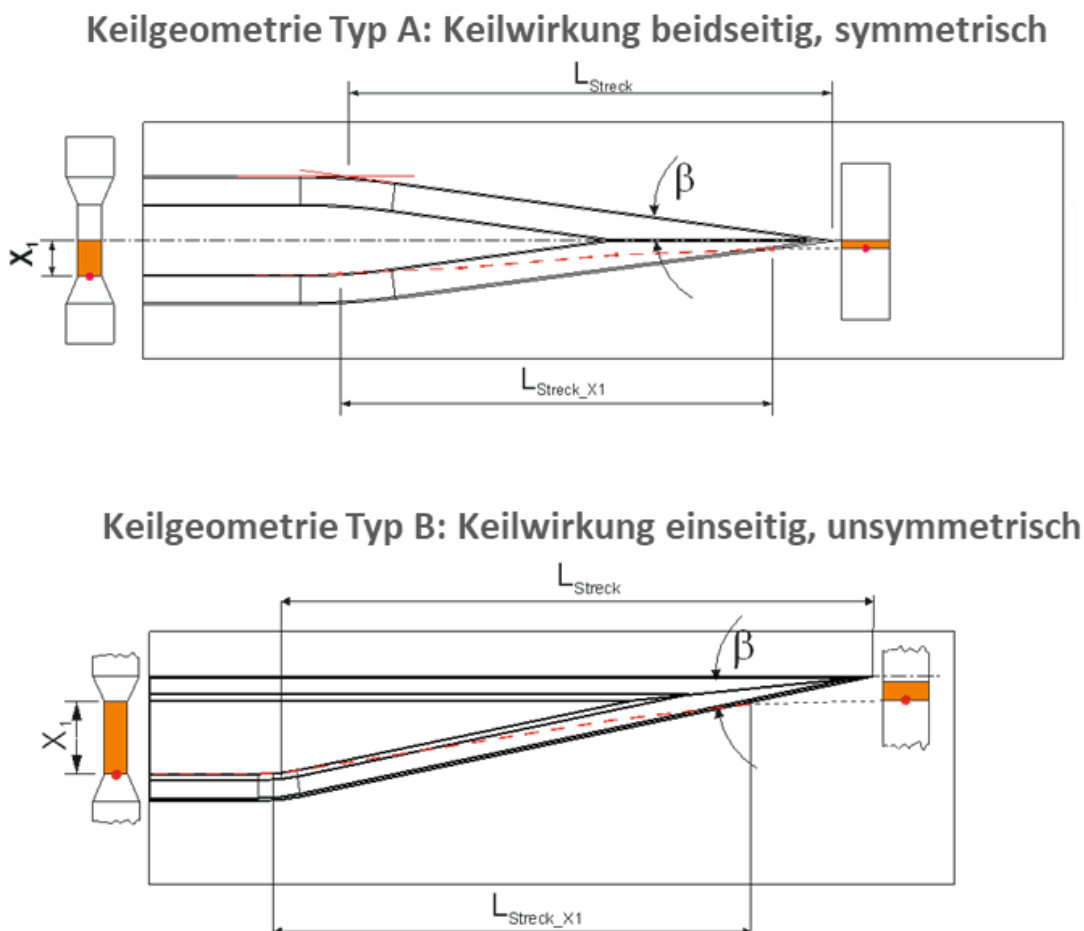 Keilgeometrie Typ A: Keilwirkung beidseitig, symmetrisch
LStreck
β
X1
LStreck_X1
Keilgeometrie Typ B: Keilwirkung einseitig, unsymmetrisch
LStreck
β
X1
LStreck_X1